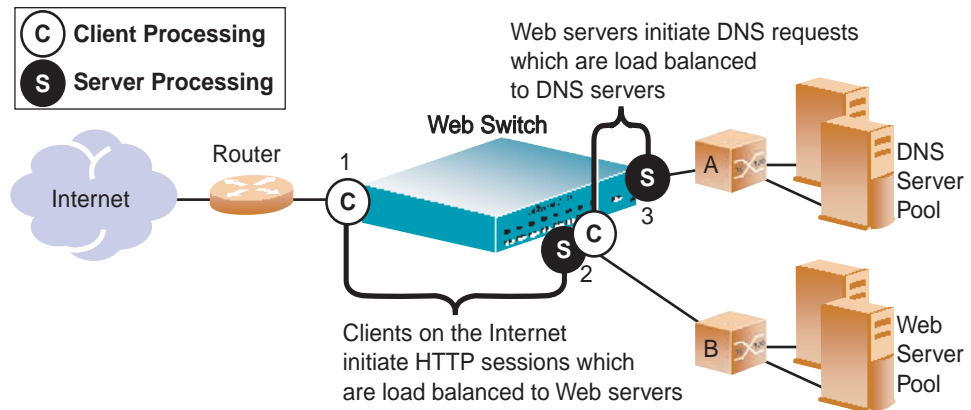 C Client Processing
S Server Processing
Web servers initiate DNS requests
which are load balanced
to DNS servers
Web Switch
Router
Internet
1
C
S
3
A
DNS
Server
Pool
S
C
2
B
Web
Server
Pool
Clients on the Internet
initiate HTTP sessions which
are load balanced to Web servers